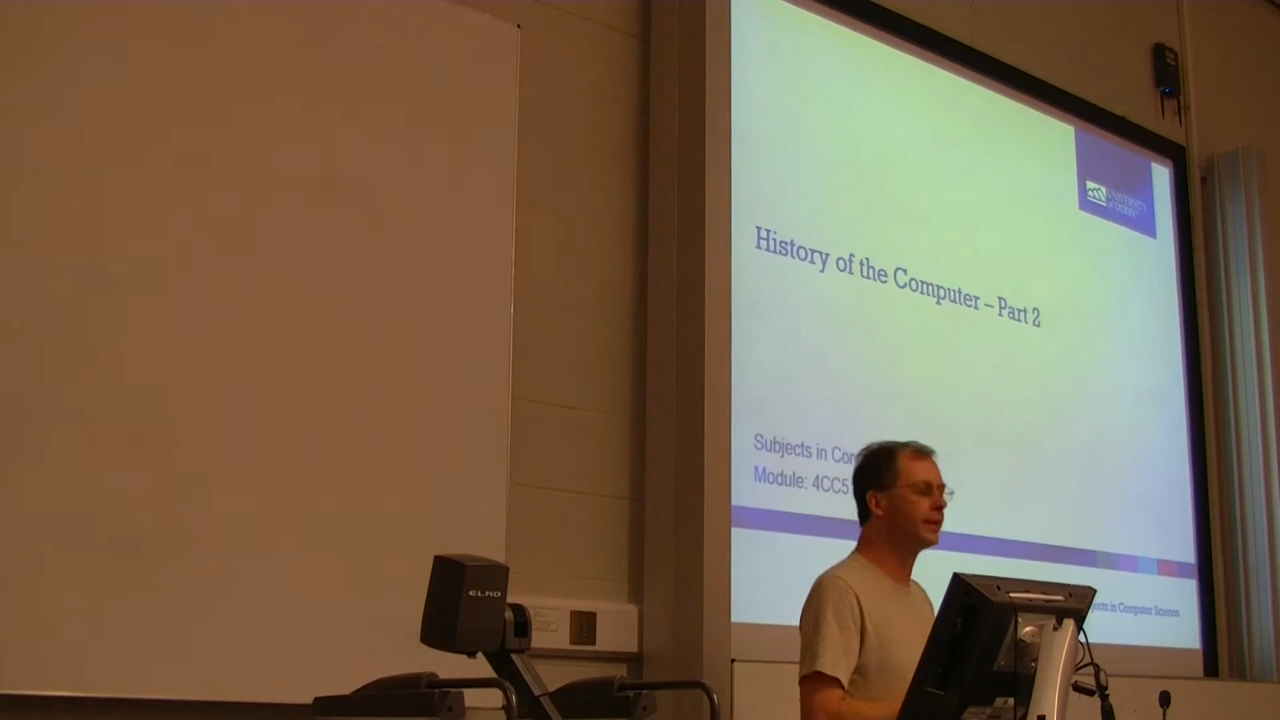 UNIVERSITY
of DERBY
History of the Computer – Part 2
Subjects in Co
Module: 4CC5
jects in Computer Science
ELMO